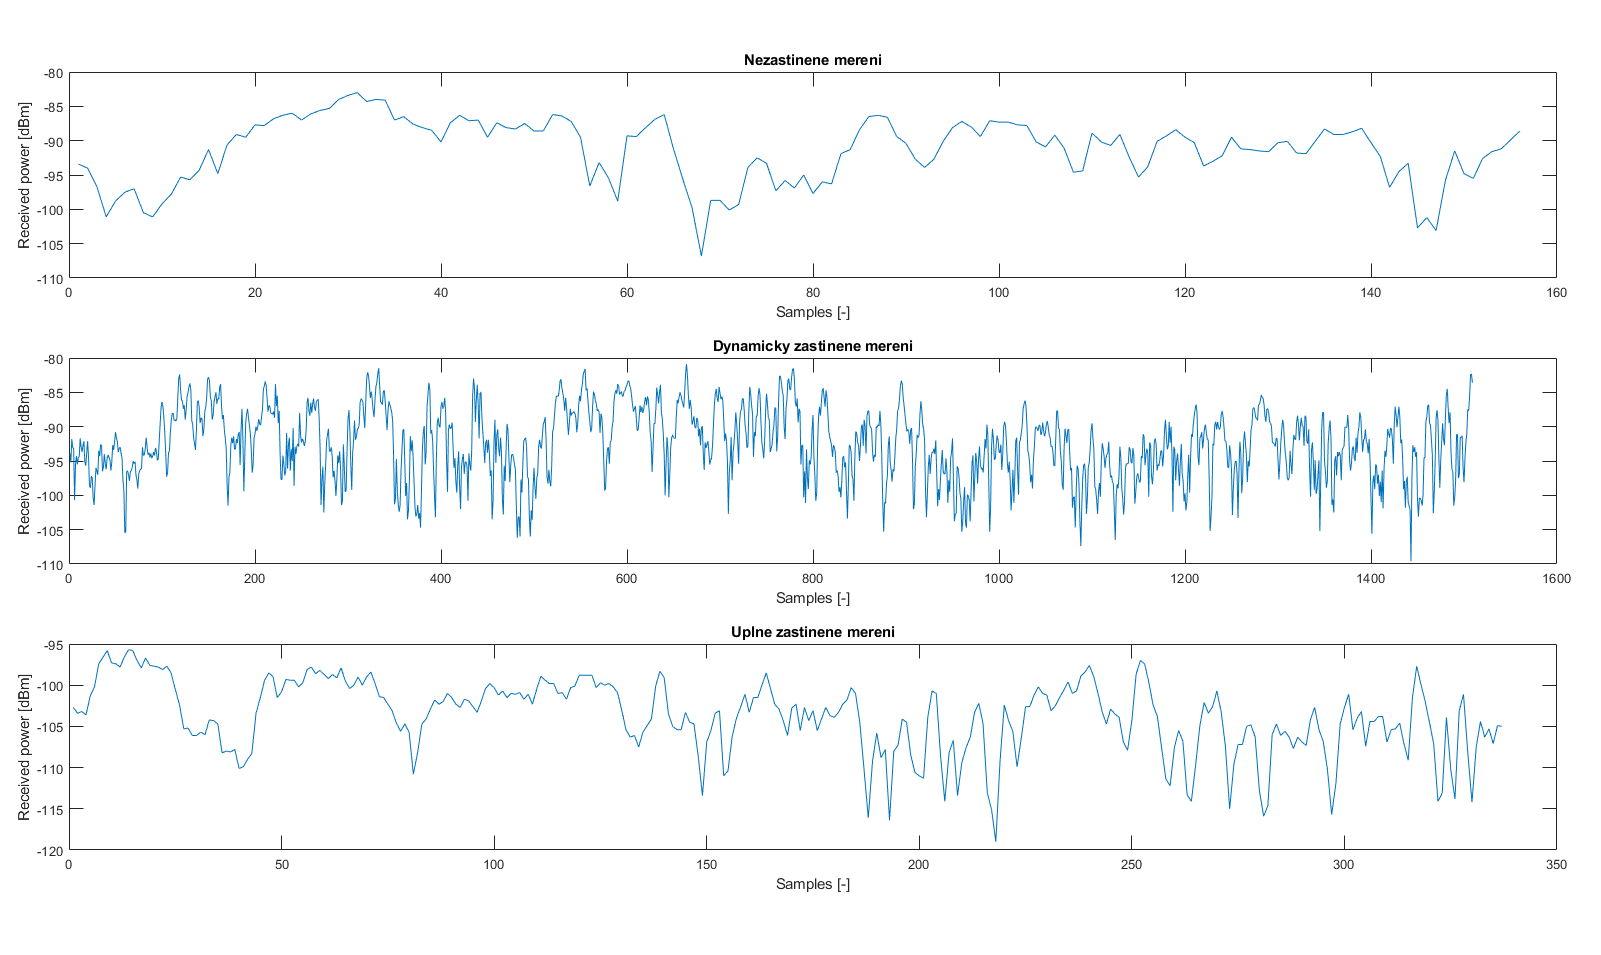 Nezastinene mereni
Received power [dBm]
-80
-85
-90
-95
-100
-105
-110
0 20 40 60 80 100 120 140 160
Samples [-]
Dynamicky zastinene mereni
Received power [dBm]
-80
-85
-90
-95
-100
-105
-110
0 200 400 600 800 1000 1200 1400 1600
Samples [-]
Uplne zastinene mereni
Received power [dBm]
-95
-100
-105
-110
-115
-120
0 50 100 150 200 250 300 350
Samples [-]